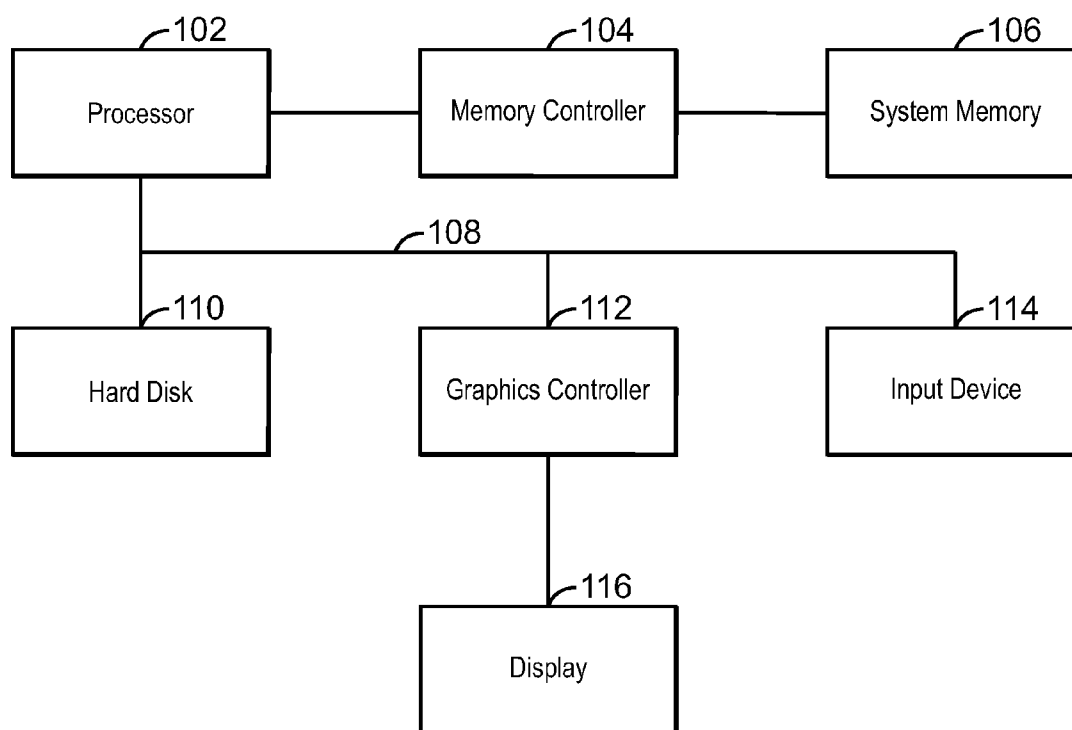 102
104
106
Processor
Memory Controller
System Memory
108
110
112
114
Hard Disk
Graphics Controller
Input Device
116
Display